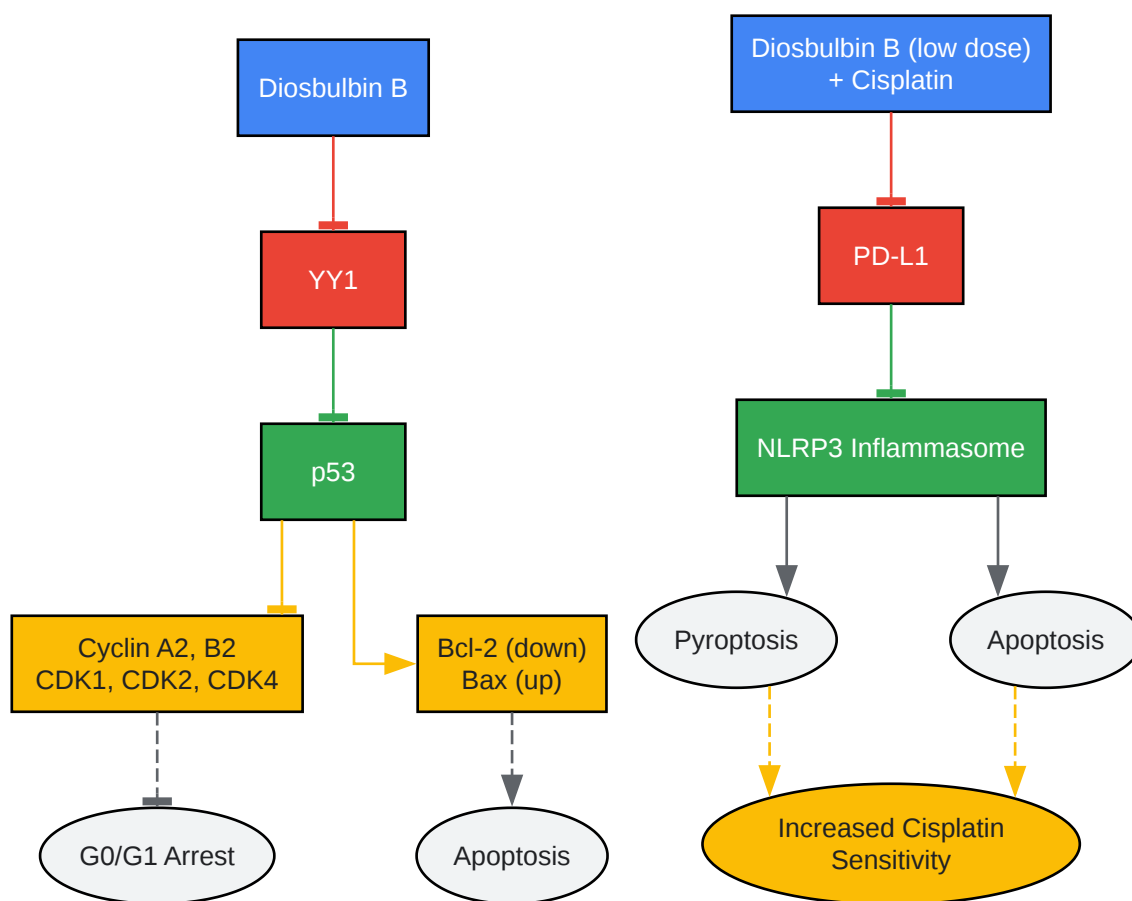 Diosbulbin B
YY1
p53
Cyclin A2, B2
CDK1, CDK2, CDK4
Bcl-2 (down)
Bax (up)
G0/G1 Arrest
Apoptosis
Diosbulbin B (low dose)
+ Cisplatin
PD-L1
NLRP3 Inflammasome
Pyroptosis
Apoptosis
Increased Cisplatin
Sensitivity